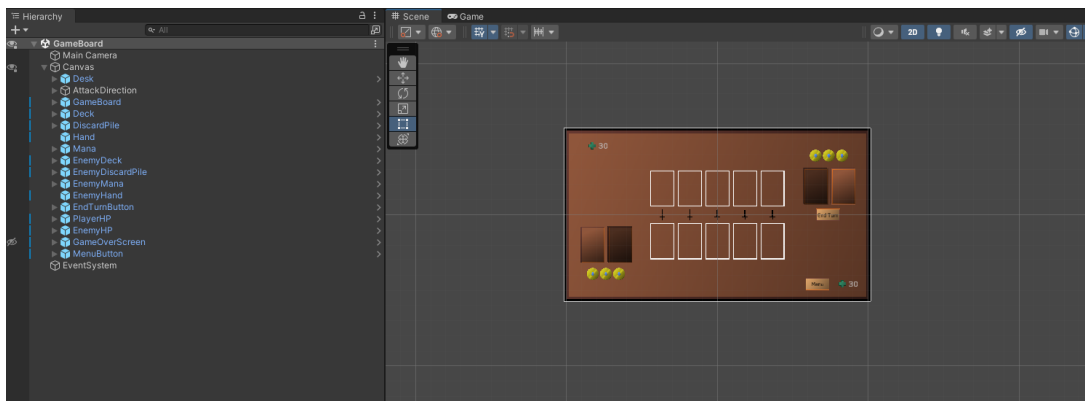 Hierarchy
All
GameBoard
Main Camera
Canvas
Desk
AttackDirection
GameBoard
Deck
DiscardPile
Hand
Mana
EnemyDeck
EnemyDiscardPile
EnemyMana
EnemyHand
EndTurnButton
PlayerHP
EnemyHP
GameOverScreen
MenuButton
EventSystem
Scene Game
2D
30
End Turn
Menu 30